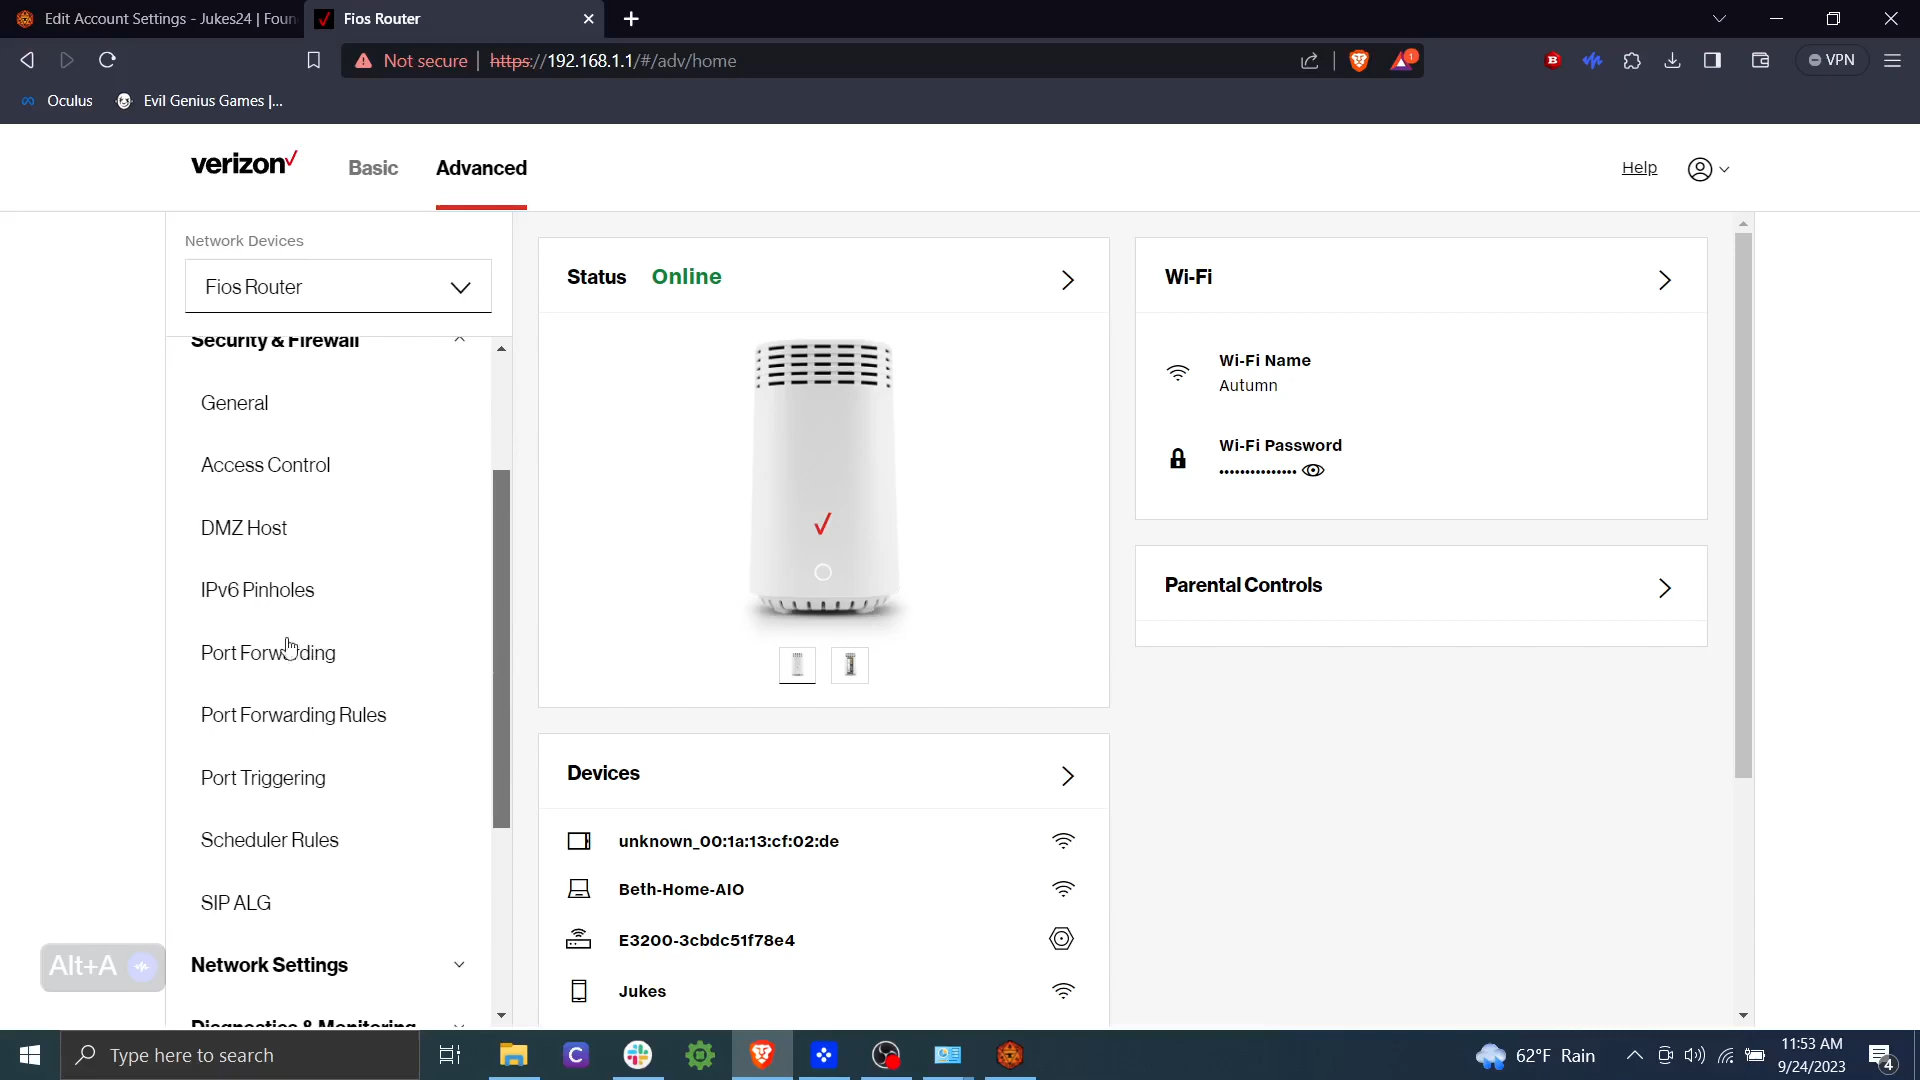 Edit Account Settings - Jukes24 | Foun
Fios Router
Not secure
https://192.168.1.1/#/adv/home
1
VPN
Oculus
Evil Genius Games |...
verizon
Basic
Advanced
Help
Network Devices
Fios Router
Security & Firewall
General
Access Control
DMZ Host
IPv6 Pinholes
Port Forwarding
Port Forwarding Rules
Port Triggering
Scheduler Rules
SIP ALG
Network Settings
Diagnostics & Monitoring
Status Online
Devices
unknown_00:1a:13:cf:02:de
Beth-Home-AIO
E3200-3cbdc51f78e4
Jukes
Wi-Fi
Wi-Fi Name
Autumn
Wi-Fi Password
•••••••••••••••
Parental Controls
Alt+A
Type here to search
62°F Rain
11:53 AM
9/24/2023
4